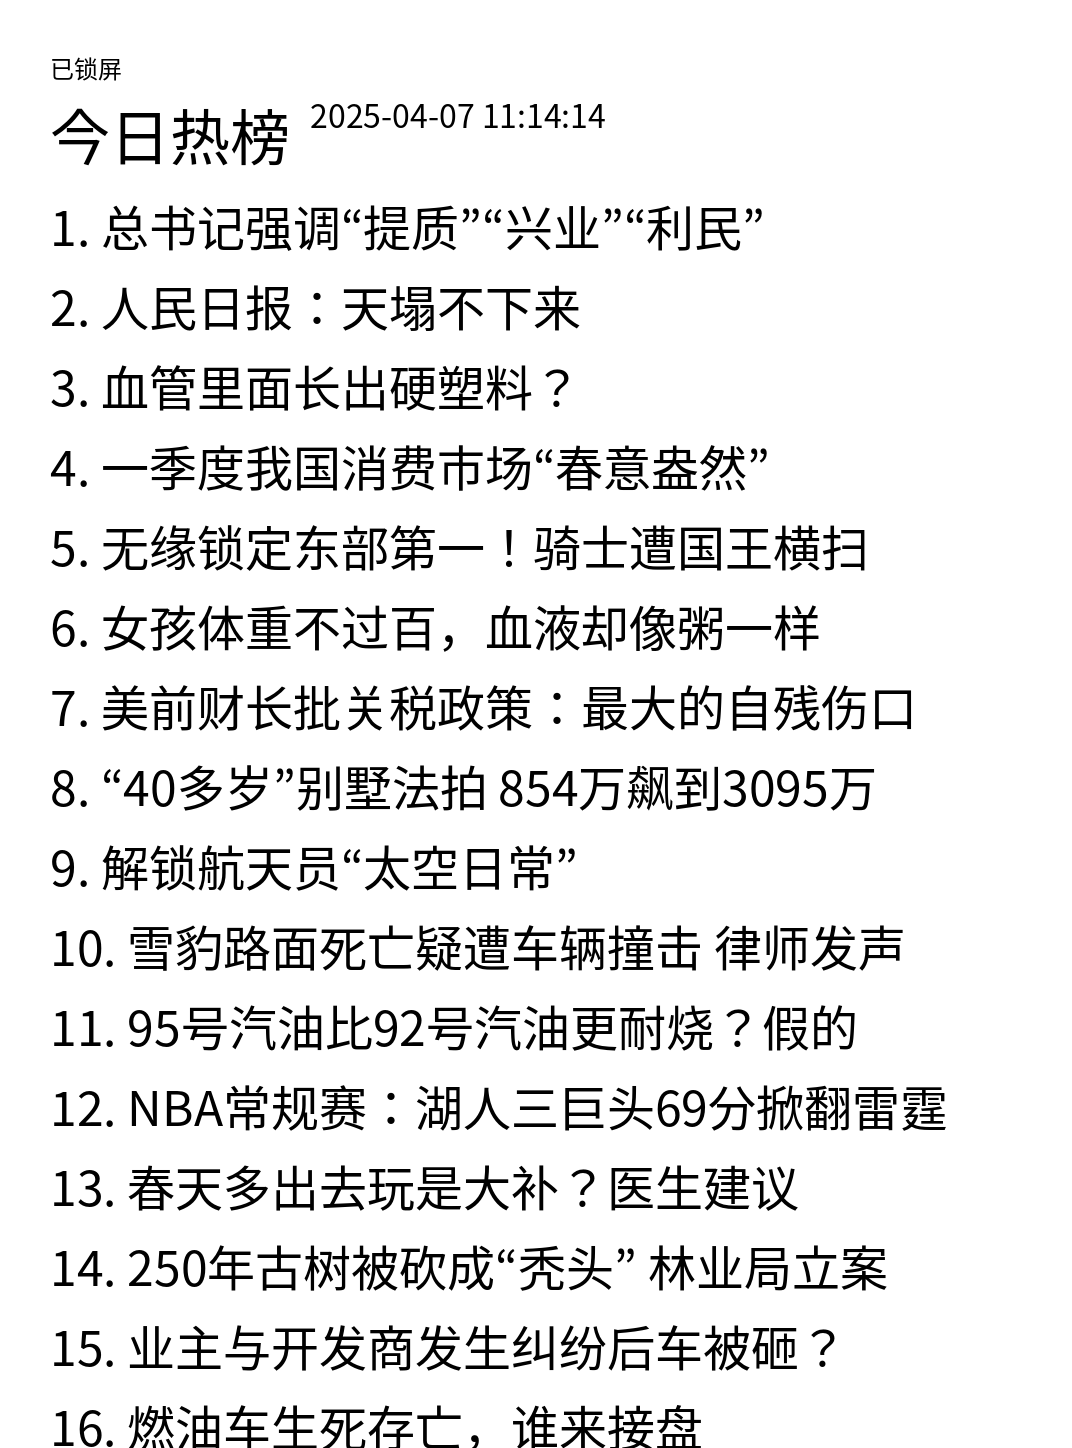 已锁屏
今日热榜 2025-04-07 11:14:14
1. 总书记强调“提质”“兴业”“利民”
2. 人民日报：天塌不下来
3. 血管里面长出硬塑料？
4. 一季度我国消费市场“春意盎然”
5. 无缘锁定东部第一！骑士遭国王横扫
6. 女孩体重不过百，血液却像粥一样
7. 美前财长批关税政策：最大的自残伤口
8. “40多岁”别墅法拍 854万飙到3095万
9. 解锁航天员“太空日常”
10. 雪豹路面死亡疑遭车辆撞击 律师发声
11. 95号汽油比92号汽油更耐烧？假的
12. NBA常规赛：湖人三巨头69分掀翻雷霆
13. 春天多出去玩是大补？医生建议
14. 250年古树被砍成“秃头” 林业局立案
15. 业主与开发商发生纠纷后车被砸？
16. 燃油车生死存亡，谁来接盘